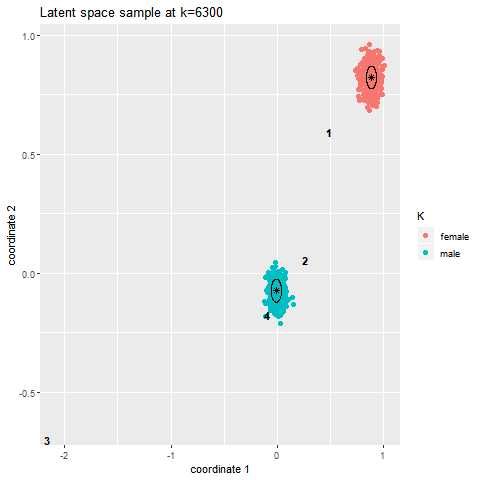 Latent space sample at k=6300
1.0
0.5
0.0
-0.5
coordinate 2
1
2
4
3
-2
-1
0
1
coordinate 1
K
female
male